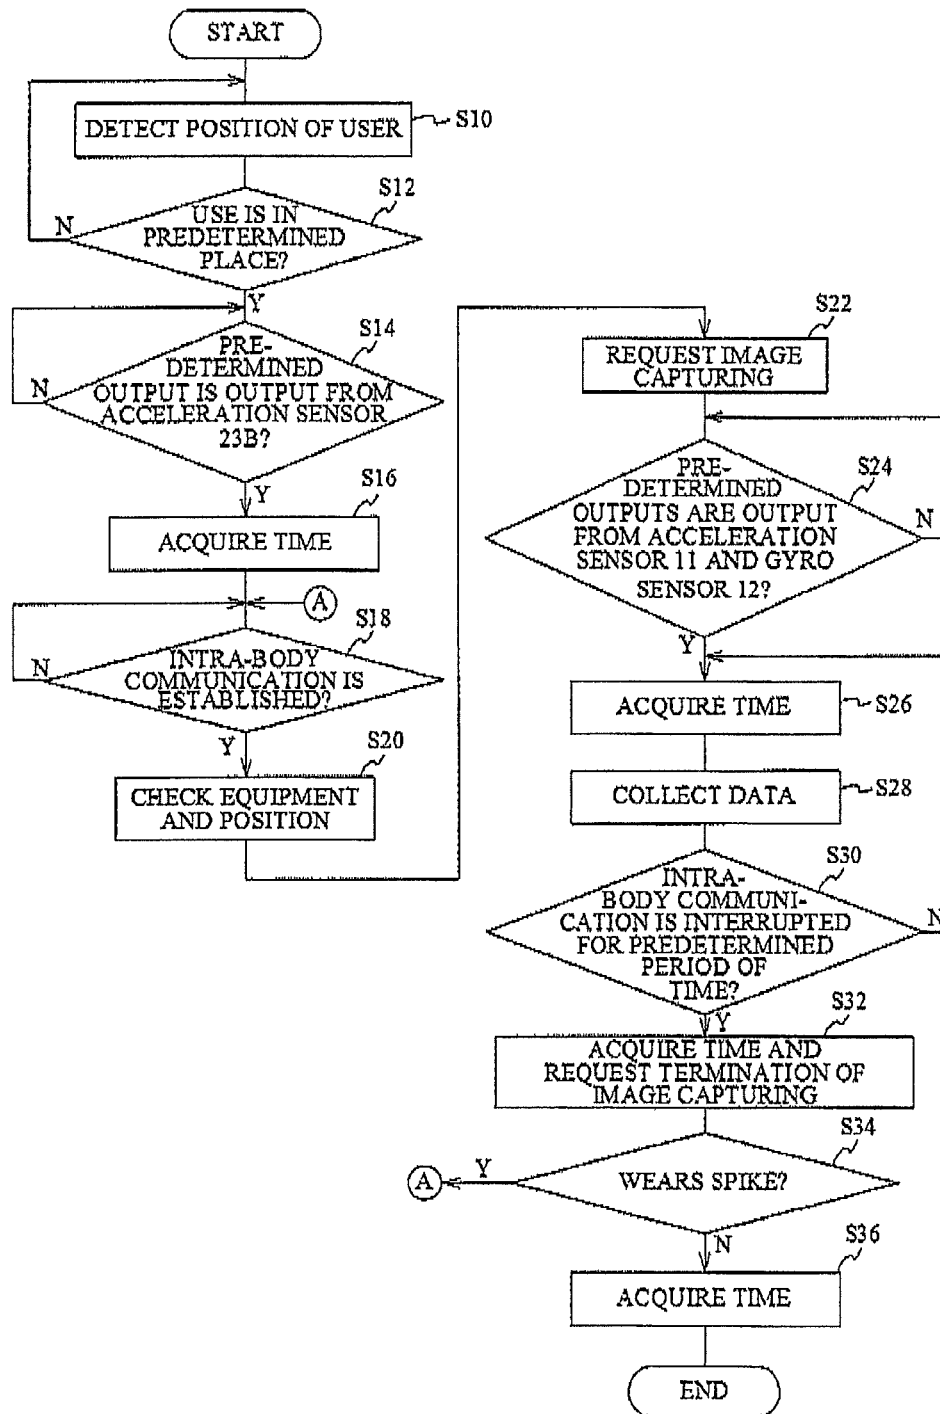 START
DETECT POSITION OF USER
S10
S12
USE IS IN
PREDETERMINED
PLACE?
N
Y
S14
PRE-
DETERMINED
OUTPUT IS OUTPUT FROM
ACCELERATION SENSOR
23B?
N
Y
S16
ACQUIRE TIME
A
S18
INTRA-BODY
COMMUNICATION IS
ESTABLISHED?
N
Y
S20
CHECK EQUIPMENT
AND POSITION
S22
REQUEST IMAGE
CAPTURING
S24
PRE-
DETERMINED
OUTPUTS ARE OUTPUT
FROM ACCELERATION
SENSOR 11 AND GYRO
SENSOR 12?
N
Y
ACQUIRE TIME
S26
COLLECT DATA
S28
S30
INTRA-
BODY COMMUNI-
CATION IS INTERRUPTED
FOR PREDETERMINED
PERIOD OF
TIME?
N
Y
S32
ACQUIRE TIME AND
REQUEST TERMINATION OF
IMAGE CAPTURING
S34
WEARS SPIKE?
Y
A
N
S36
ACQUIRE TIME
END